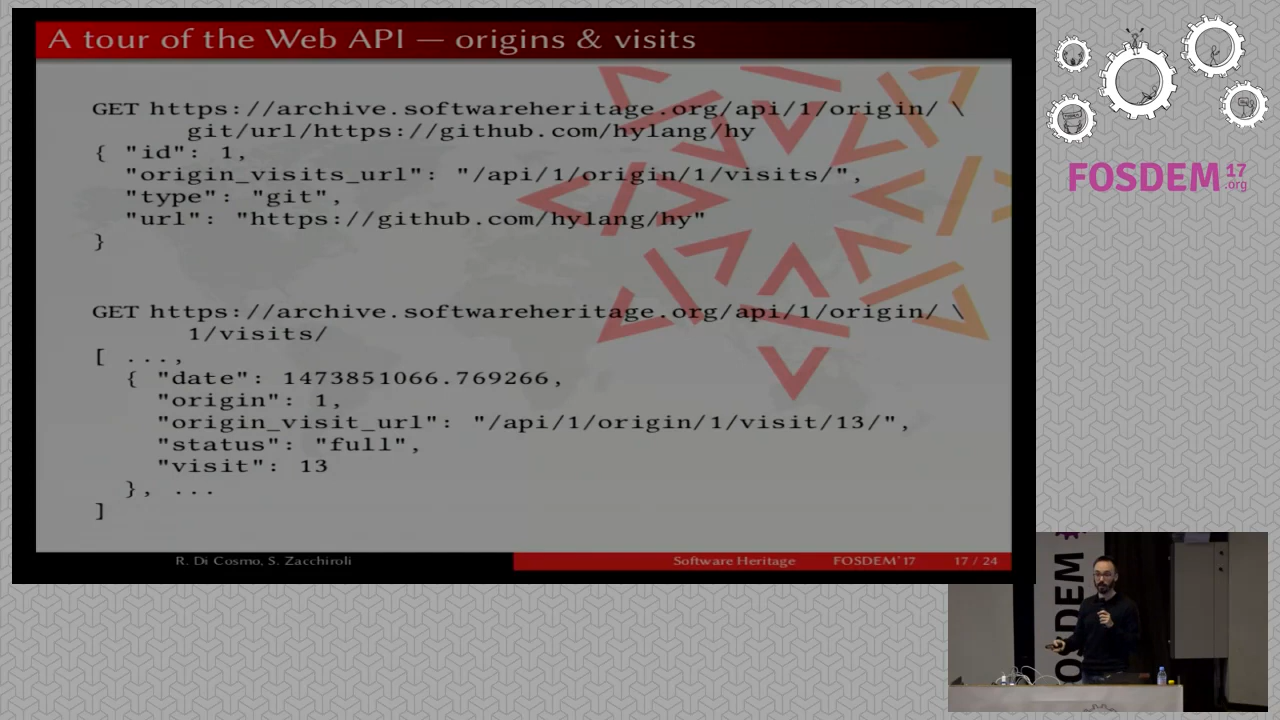 A tour of the Web API — origins & visits
GET https://archive.softwareheritage.org/api/1/origin/ \
git/url/https://github.com/hylang/hy
{ "id": 1,
"origin_visits_url": "/api/1/origin/1/visits/",
"type": "git",
"url": "https://github.com/hylang/hy"
}
GET https://archive.softwareheritage.org/api/1/origin/ \
1/visits/
[ ...,
{ "date": 1473851066.769266,
"origin": 1,
"origin_visit_url": "/api/1/origin/1/visit/13/",
"status": "full",
"visit": 13
}, ...
]
R. Di Cosmo, S. Zacchiroli
Software Heritage
FOSDEM'17
17 / 24
FOSDEM 17
.org
FOSDEM